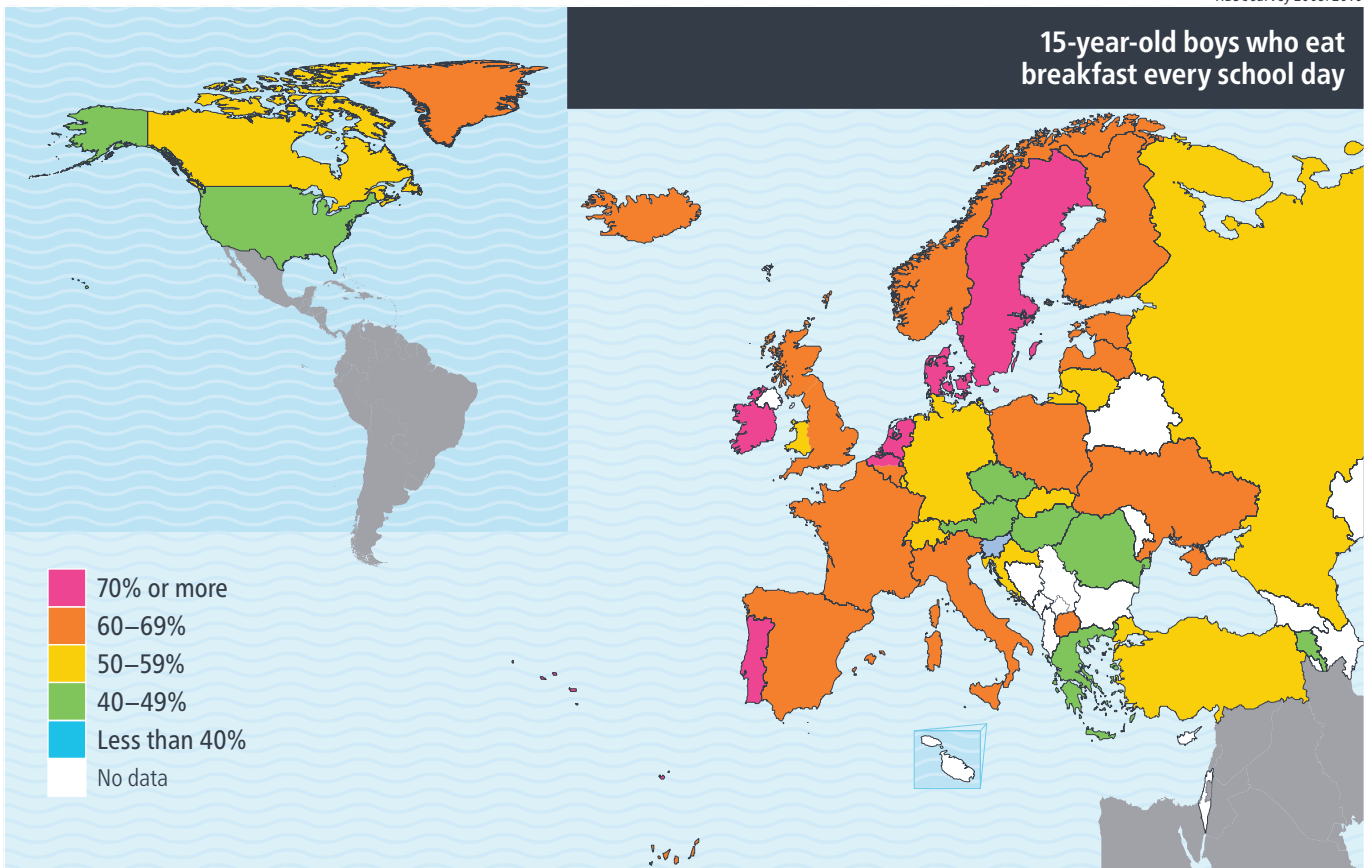 15-year-old boys who eat
breakfast every school day
70% or more
60–69%
50–59%
40–49%
Less than 40%
No data